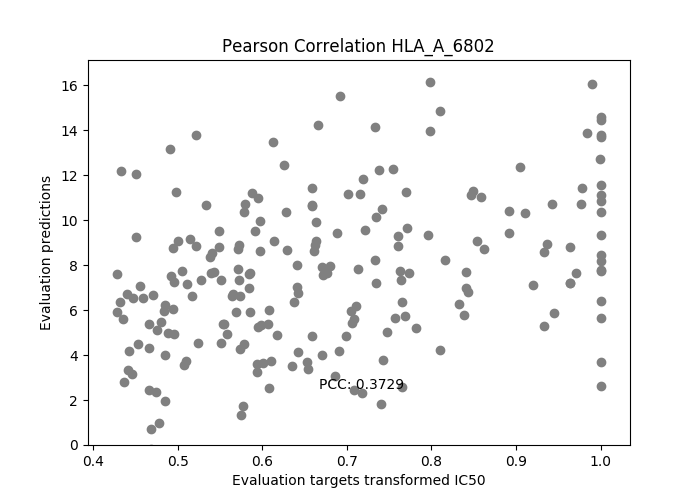 Pearson Correlation HLA_A_6802
16
14
12
10
8
6
4
2
0
Evaluation predictions
PCC: 0.3729
0.4 0.5 0.6 0.7 0.8 0.9 1.0
Evaluation targets transformed IC50